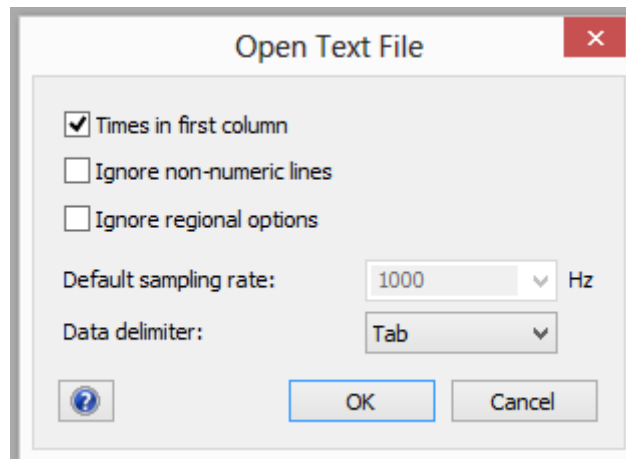 Open Text File
Times in first column
Ignore non-numeric lines
Ignore regional options
Default sampling rate: 1000 Hz
Data delimiter: Tab
? OK Cancel